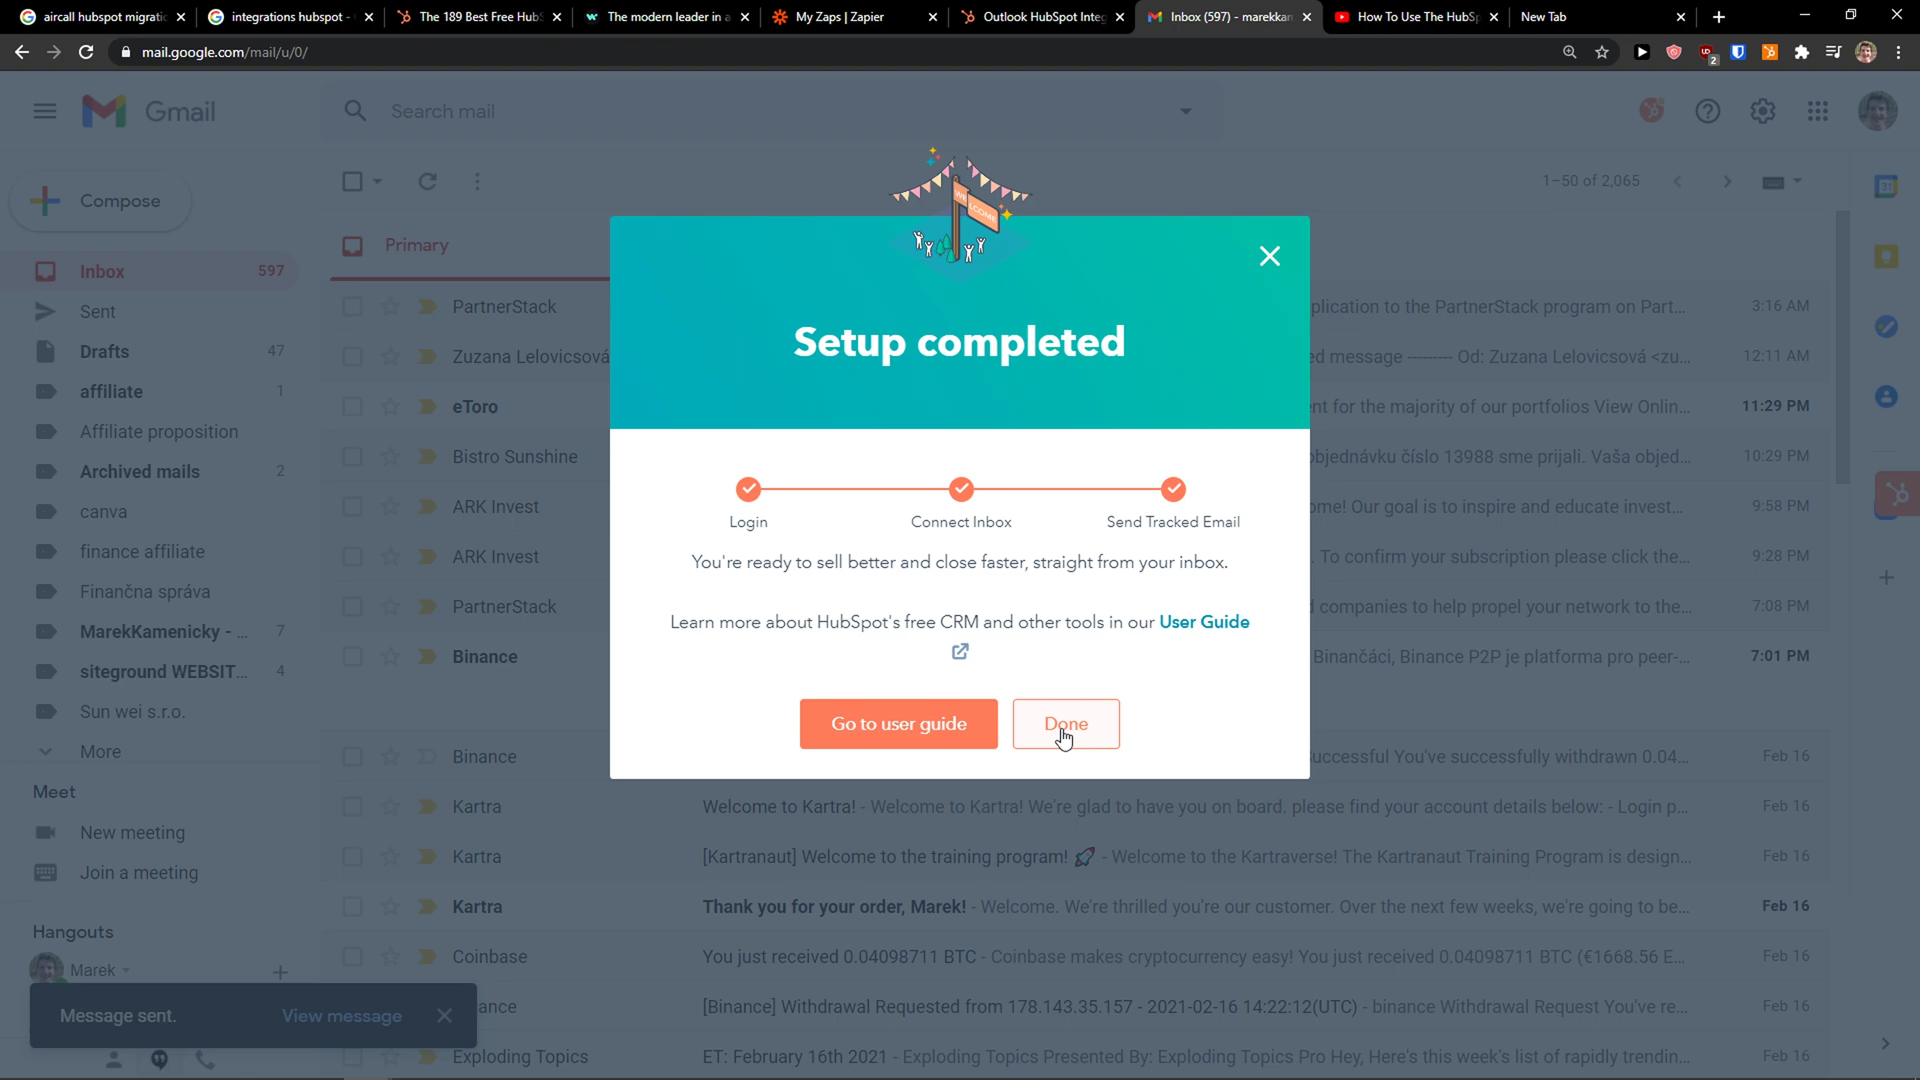 aircall hubspot migrati
integrations hubspot -
The 189 Best Free Hub
The modern leader in a
My Zaps | Zapier
Outlook HubSpot Integ
Inbox (597) - marekkar
How To Use The HubSp
New Tab
mail.google.com/mail/u/0/
Gmail
Search mail
Compose
1–50 of 2,065
Primary
Inbox 597
Sent
Drafts 47
affiliate 1
Affiliate proposition
Archived mails 2
canva
finance affiliate
Finančna správa
MarekKamenicky - ... 7
siteground WEBSIT... 4
Sun wei s.r.o.
More
Meet
New meeting
Join a meeting
Hangouts
Marek
Message sent. View message
WELCOME
Setup completed
Login
Connect Inbox
Send Tracked Email
You're ready to sell better and close faster, straight from your inbox.
Learn more about HubSpot's free CRM and other tools in our User Guide
Go to user guide
Done
PartnerStack plication to the PartnerStack program on Part... 3:16 AM
Zuzana Lelovicsová ed message --------- Od: Zuzana Lelovicsová <zu... 12:11 AM
eToro nt for the majority of our portfolios View Onlin... 11:29 PM
Bistro Sunshine objednávku číslo 13988 sme prijali. Vaša objed... 10:29 PM
ARK Invest ome! Our goal is to inspire and educate invest... 9:58 PM
ARK Invest . To confirm your subscription please click the... 9:28 PM
PartnerStack d companies to help propel your network to the... 7:08 PM
Binance Binančáci, Binance P2P je platforma pro peer-... 7:01 PM
Binance uccessful You've successfully withdrawn 0.04... Feb 16
Kartra Welcome to Kartra! - Welcome to Kartra! We're glad to have you on board. please find your account details below: - Login p... Feb 16
Kartra [Kartranaut] Welcome to the training program! 🚀 - Welcome to the Kartraverse! The Kartranaut Training Program is design... Feb 16
Kartra Thank you for your order, Marek! - Welcome. We're thrilled you're our customer. Over the next few weeks, we're going to be... Feb 16
Coinbase You just received 0.04098711 BTC - Coinbase makes cryptocurrency easy! You just received 0.04098711 BTC (€1668.56 E... Feb 16
ance [Binance] Withdrawal Requested from 178.143.35.157 - 2021-02-16 14:22:12(UTC) - binance Withdrawal Request You've re... Feb 16
Exploding Topics ET: February 16th 2021 - Exploding Topics Presented By: Exploding Topics Pro Hey, Here's this week's list of rapidly trendin... Feb 16